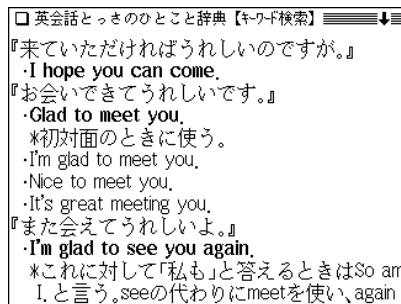 英会話とっさのひとこと辞典【キーワード検索】
『来ていただければうれしいのですが。』
·I hope you can come.
『お会いできてうれしいです。』
·Glad to meet you.
*初対面のときに使う。
·I'm glad to meet you.
·Nice to meet you.
·It's great meeting you.
『また会えてうれしいよ。』
·I'm glad to see you again.
*これに対して「私も」と答えるときはSo am
I.と言う。seeの代わりにmeetを使い、again